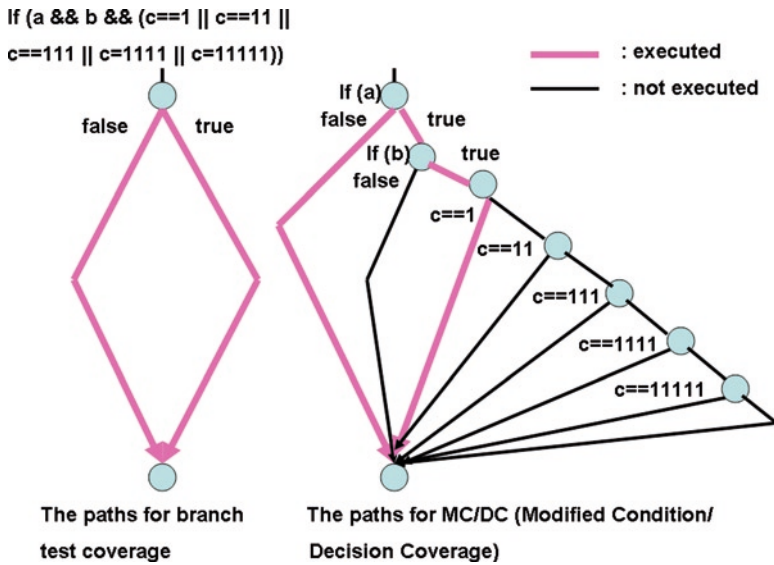 If (a && b && (c==1 || c==11 ||
c==111 || c=1111 || c=11111))
: executed
: not executed
false
true
If (a)
false
true
If (b)
true
false
c==1
c==11
c==111
c==1111
c==11111
The paths for branch
test coverage
The paths for MC/DC (Modified Condition/
Decision Coverage)